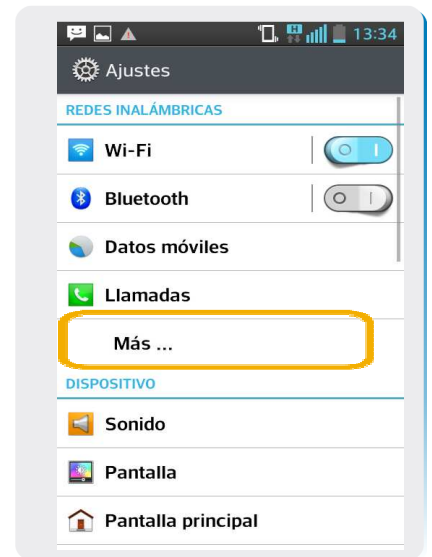 13:34
Ajustes
REDES INALÁMBRICAS
Wi-Fi
Bluetooth
Datos móviles
Llamadas
Más ...
DISPOSITIVO
Sonido
Pantalla
Pantalla principal